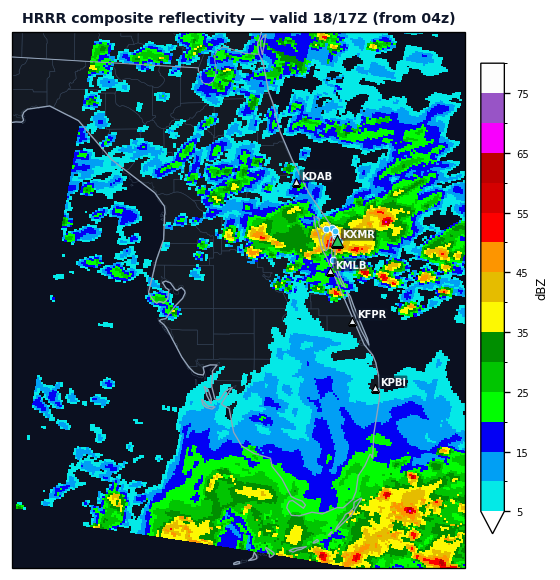 HRRR composite reflectivity — valid 18/17Z (from 04z)
KDAB
KXMR
KMLB
KFPR
KPBI
75
65
55
45
35
25
15
5
dBZ